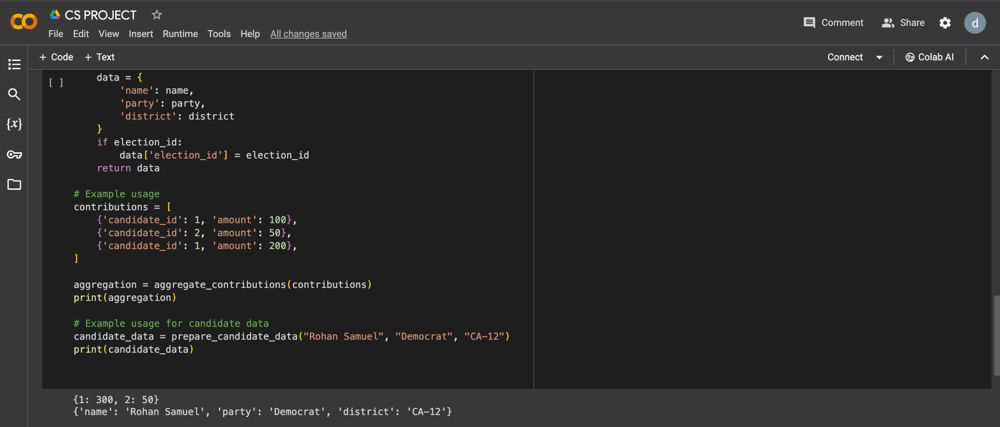 CS PROJECT
File Edit View Insert Runtime Tools Help All changes saved
Comment Share d
+ Code + Text
Connect Colab AI
{x}
[ ]
    data = {
        'name': name,
        'party': party,
        'district': district
    }
    if election_id:
        data['election_id'] = election_id
    return data

# Example usage
contributions = [
    {'candidate_id': 1, 'amount': 100},
    {'candidate_id': 2, 'amount': 50},
    {'candidate_id': 1, 'amount': 200},
]

aggregation = aggregate_contributions(contributions)
print(aggregation)

# Example usage for candidate data
candidate_data = prepare_candidate_data("Rohan Samuel", "Democrat", "CA-12")
print(candidate_data)

{1: 300, 2: 50}
{'name': 'Rohan Samuel', 'party': 'Democrat', 'district': 'CA-12'}